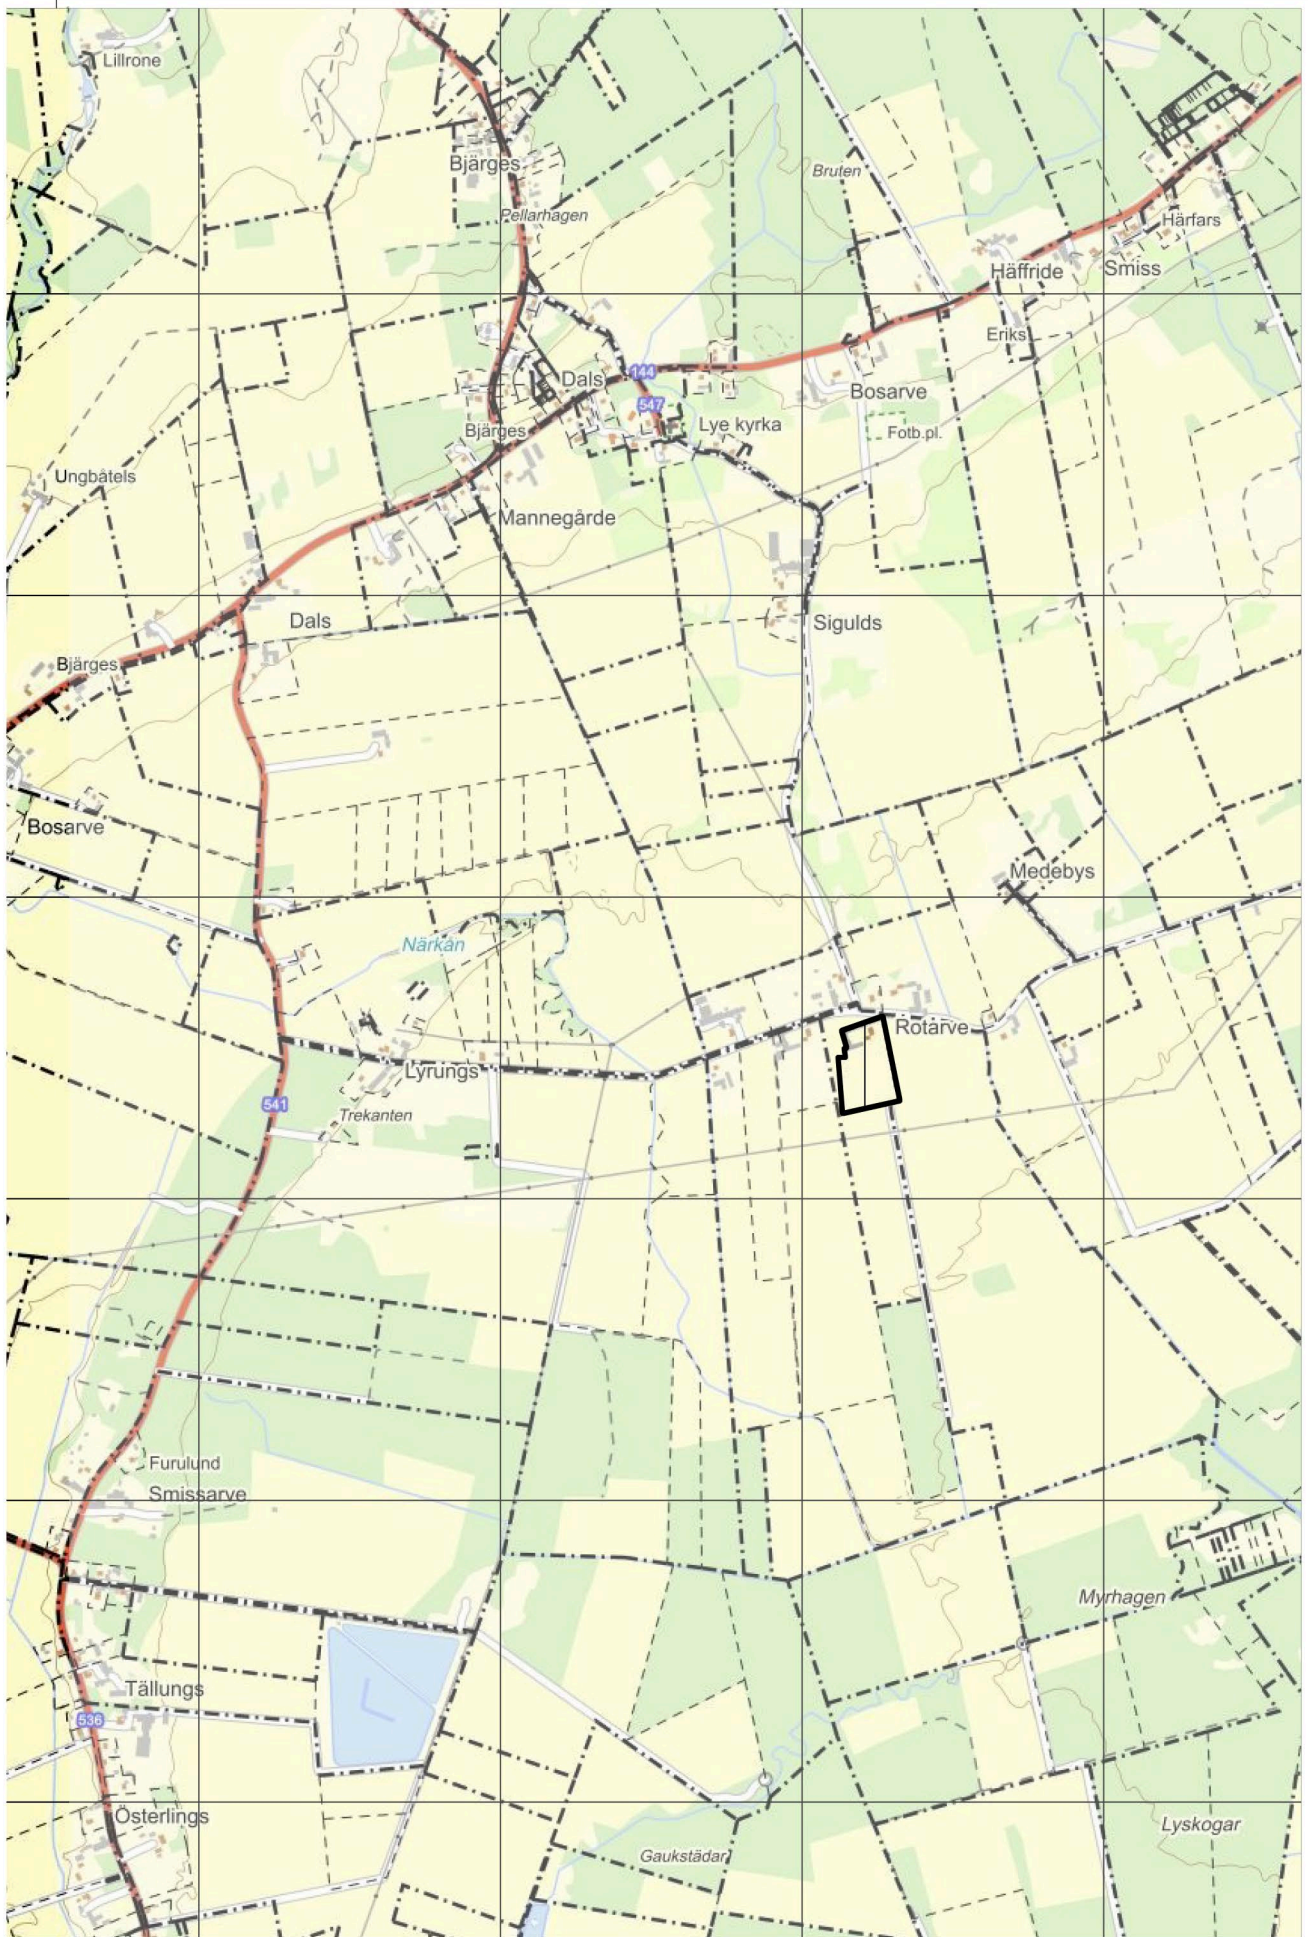 Lillrone
Bjärges
Bruten
Pellarhagen
Härfars
Häffride
Smiss
Eriks
144
Dals
Bosarve
547
Lye kyrka
Bjärges
Fotb.pl.
Ungbåtels
Mannegårde
Dals
Sigulds
Bjärges
Bosarve
Medebys
Närkån
Rotarve
Lyrungs
541
Trekanten
Furulund
Smissarve
Myrhagen
Tällungs
536
Österlings
Lyskogar
Gaukstädar